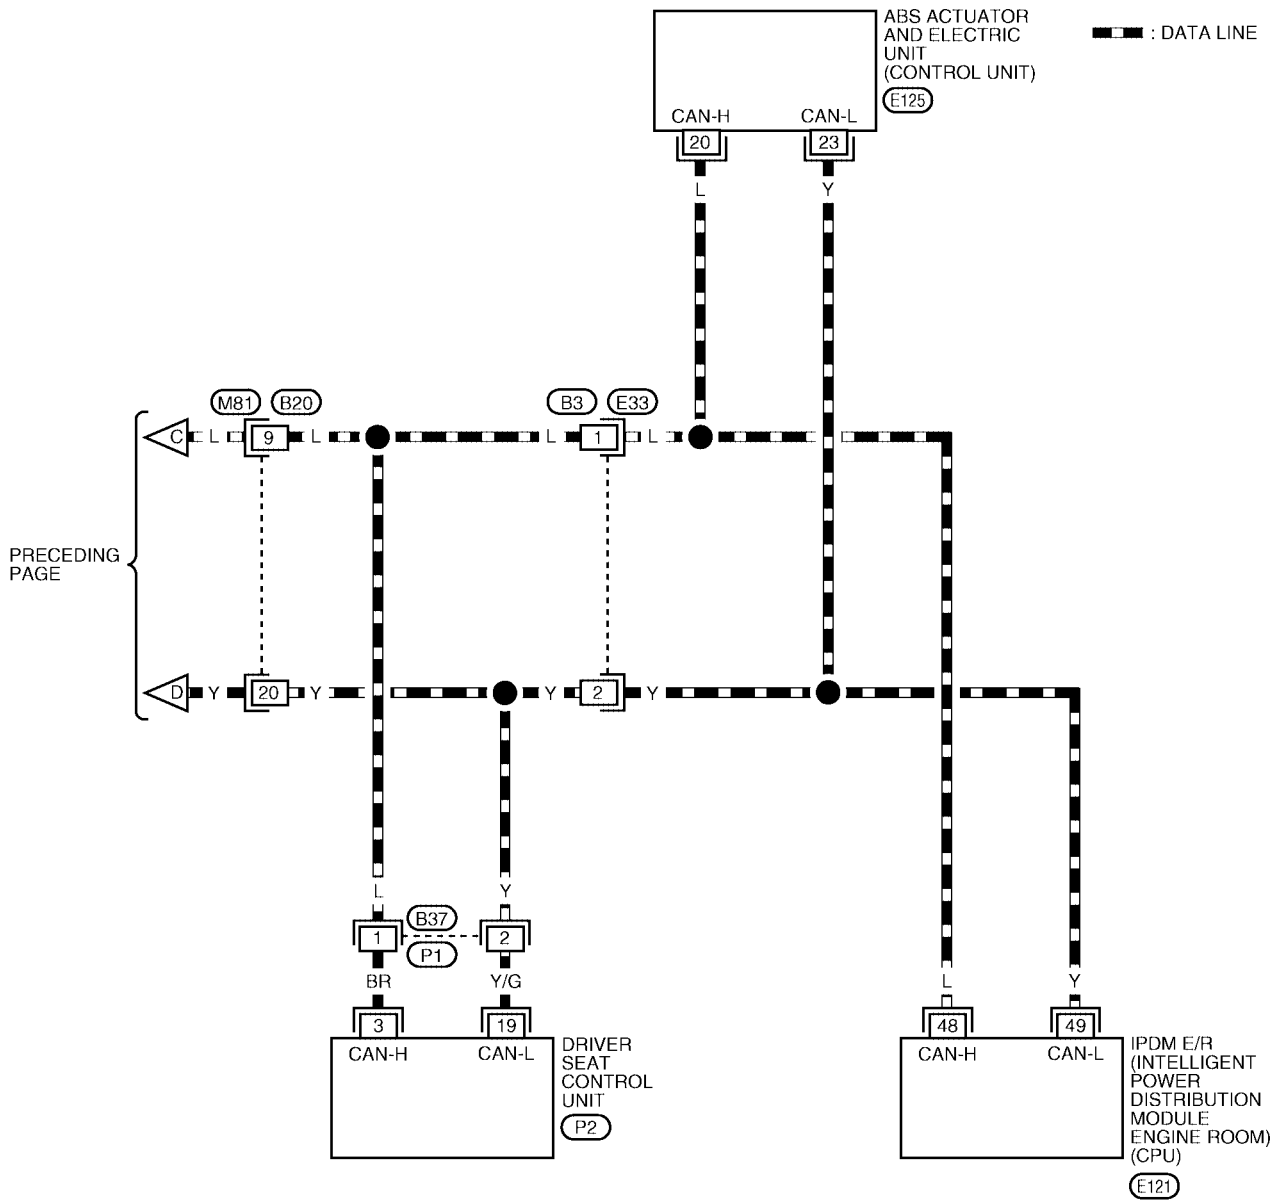 ABS ACTUATOR
AND ELECTRIC
UNIT
(CONTROL UNIT)
E125
: DATA LINE
CAN-H CAN-L
20 23
L Y
M81 B20 B3 E33
C L 9 L L 1 L
PRECEDING
PAGE
D Y 20 Y Y 2 Y
L Y
1 B37 2
P1
BR Y/G
L Y
3 19
48 49
CAN-H CAN-L
DRIVER
SEAT
CONTROL
UNIT
P2
CAN-H CAN-L
IPDM E/R
(INTELLIGENT
POWER
DISTRIBUTION
MODULE
ENGINE ROOM)
(CPU)
E121